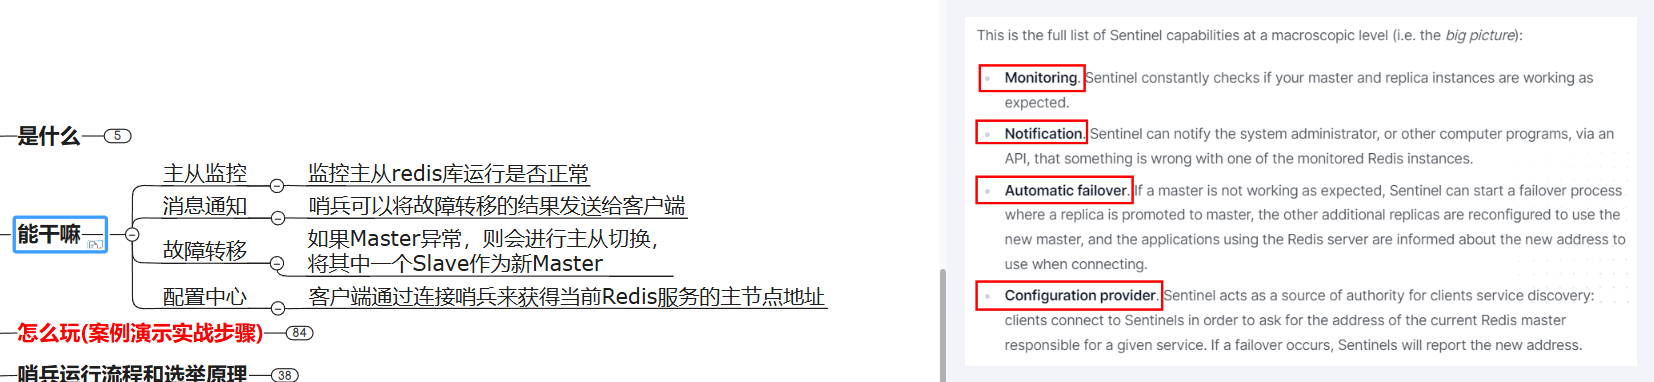 是什么 5
能干嘛
主从监控 监控主从redis库运行是否正常
消息通知 哨兵可以将故障转移的结果发送给客户端
故障转移 如果Master异常，则会进行主从切换，
将其中一个Slave作为新Master
配置中心 客户端通过连接哨兵来获得当前Redis服务的主节点地址
怎么玩(案例演示实战步骤) 84
哨兵运行流程和选举原理 38
This is the full list of Sentinel capabilities at a macroscopic level (i.e. the big picture):
Monitoring. Sentinel constantly checks if your master and replica instances are working as
expected.
Notification. Sentinel can notify the system administrator, or other computer programs, via an
API, that something is wrong with one of the monitored Redis instances.
Automatic failover. If a master is not working as expected, Sentinel can start a failover process
where a replica is promoted to master, the other additional replicas are reconfigured to use the
new master, and the applications using the Redis server are informed about the new address to
use when connecting.
Configuration provider. Sentinel acts as a source of authority for clients service discovery:
clients connect to Sentinels in order to ask for the address of the current Redis master
responsible for a given service. If a failover occurs, Sentinels will report the new address.